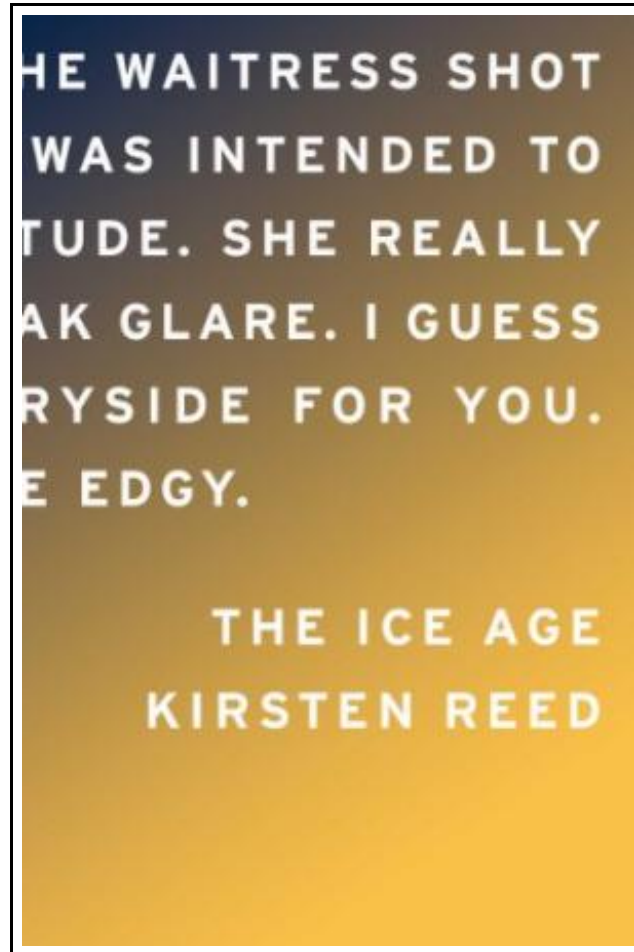 HE WAITRESS SHOT
WAS INTENDED TO
TUDE. SHE REALLY
AK GLARE. I GUESS
RYSIDE FOR YOU.
E EDGY.
THE ICE AGE
KIRSTEN REED